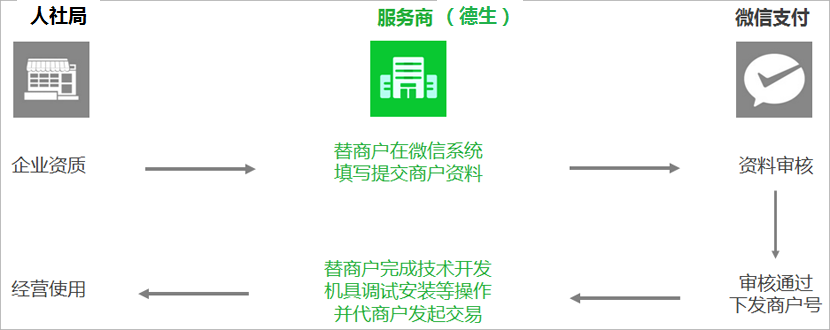 人社局
服务商（德生）
微信支付
企业资质
替商户在微信系统
填写提交商户资料
资料审核
经营使用
替商户完成技术开发
机具调试安装等操作
并代商户发起交易
审核通过
下发商户号